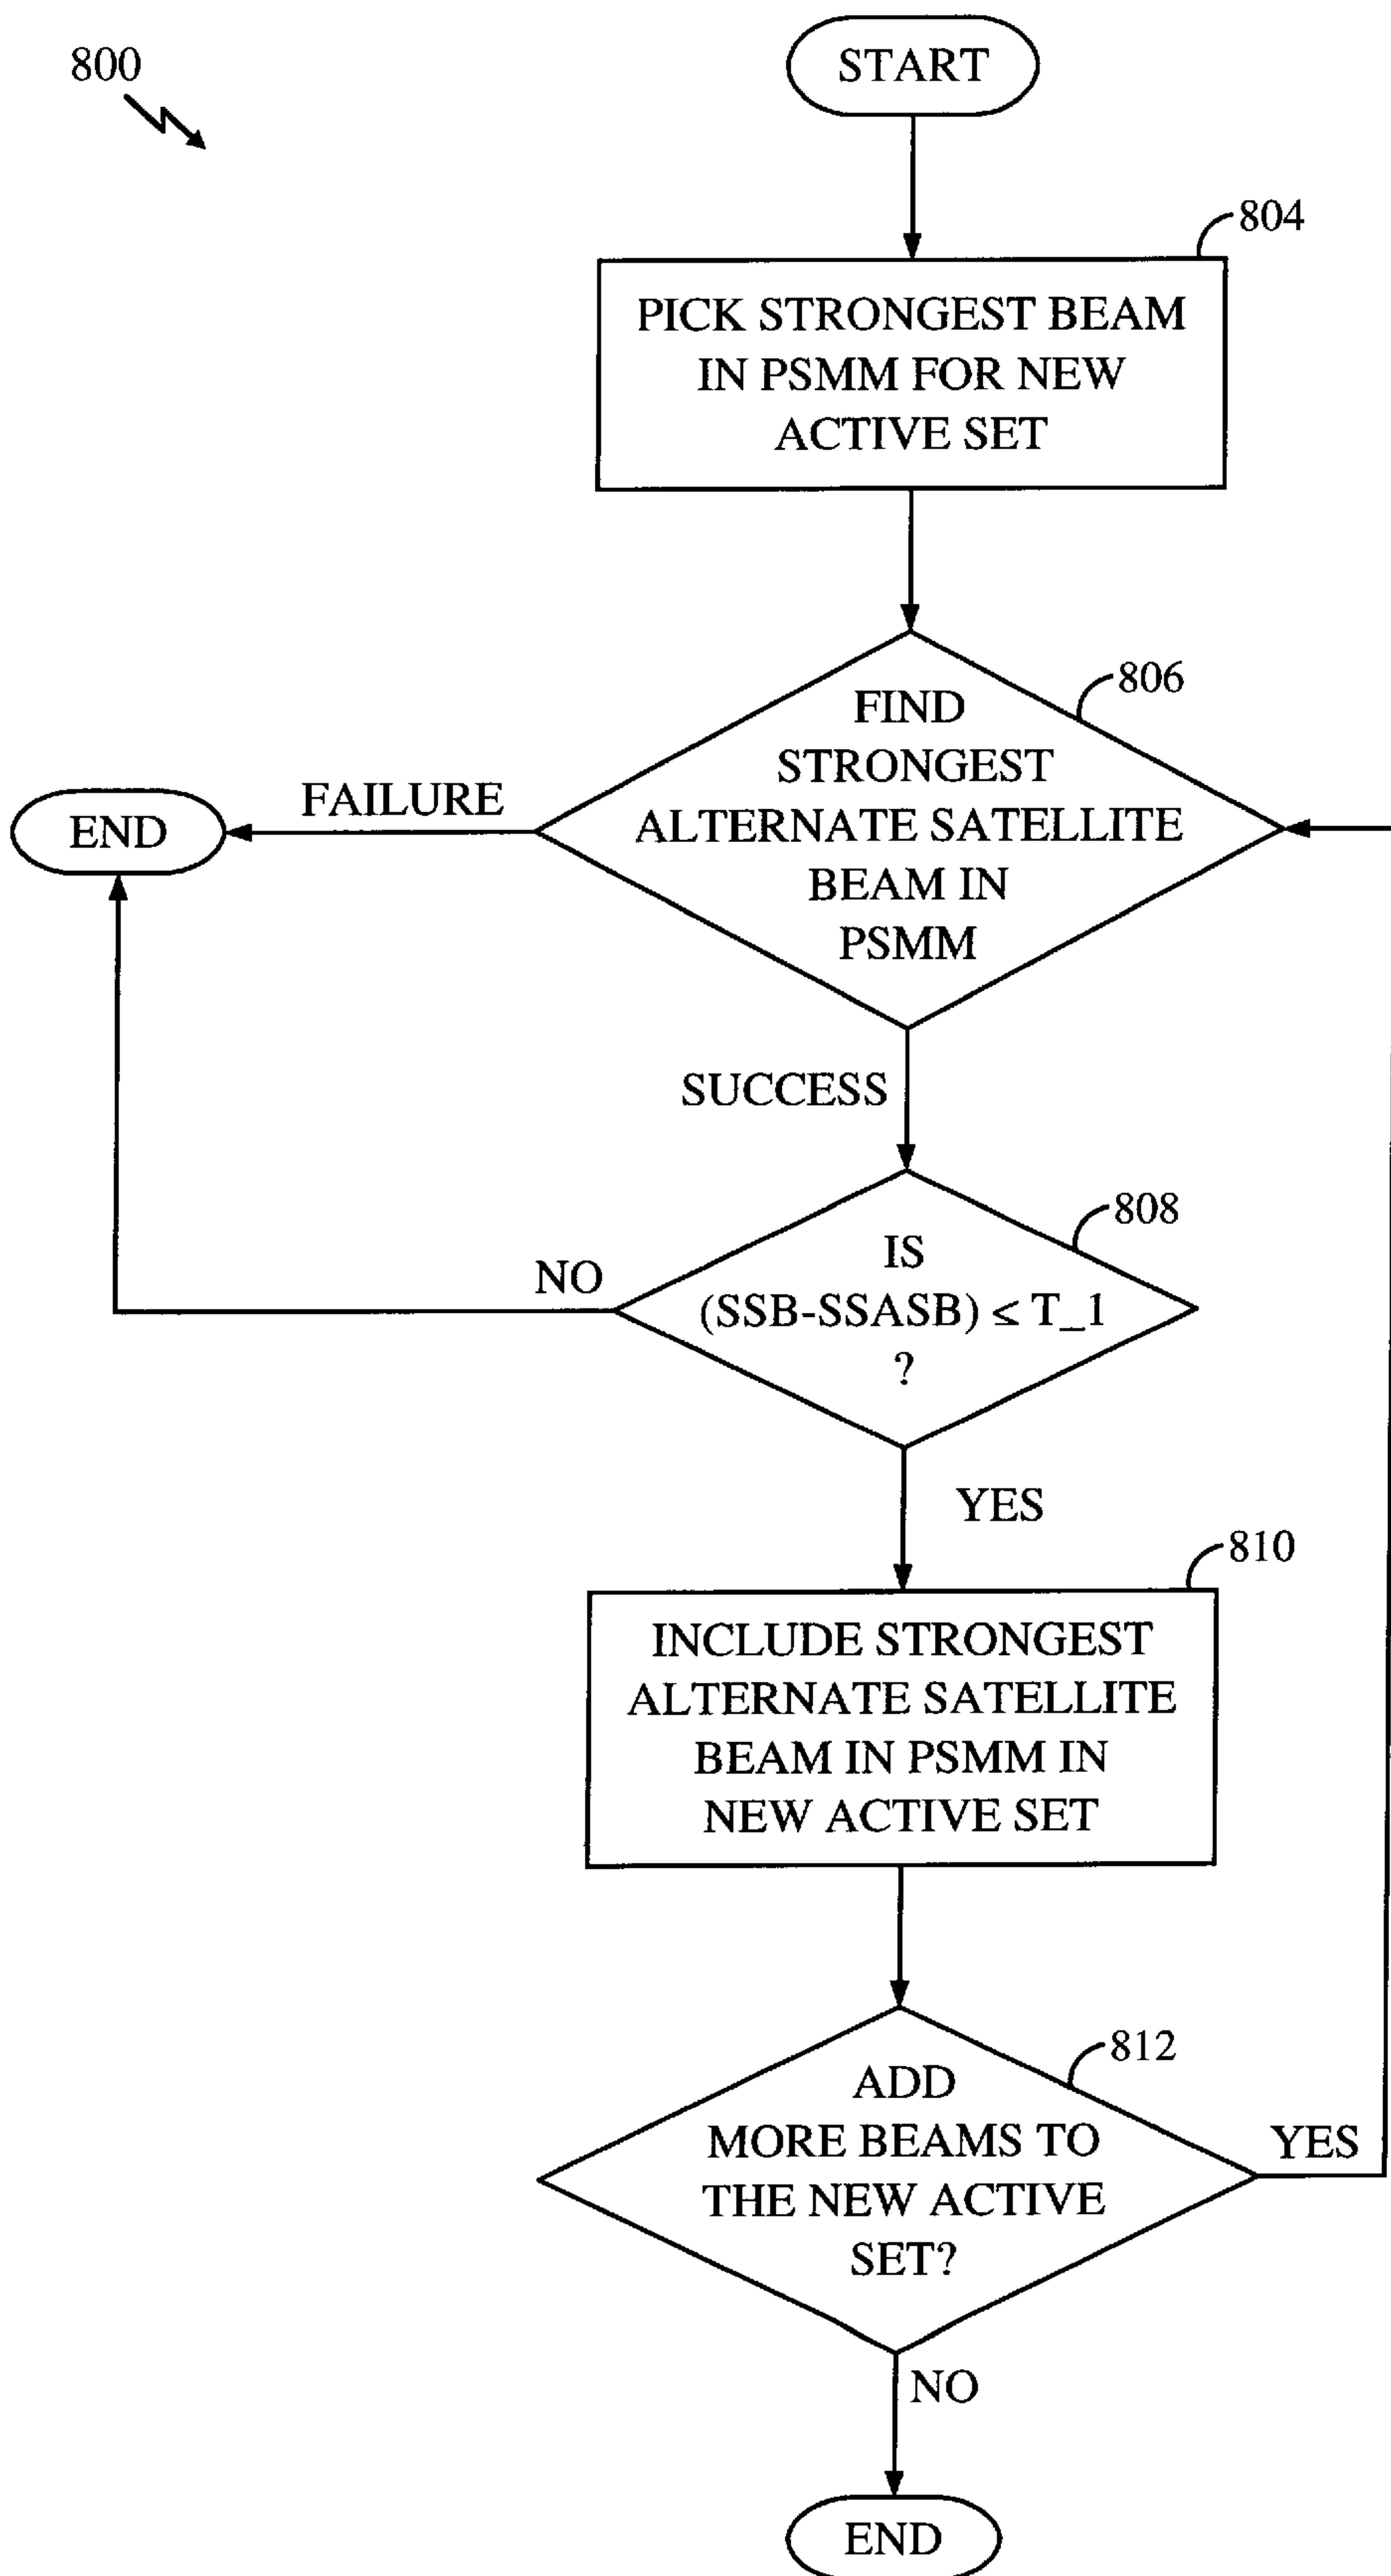 800
START
804
PICK STRONGEST BEAM
IN PSMM FOR NEW
ACTIVE SET
806
FIND
STRONGEST
ALTERNATE SATELLITE
BEAM IN
PSMM
FAILURE
END
SUCCESS
808
IS
(SSB-SSASB) ≤ T_1
?
NO
YES
810
INCLUDE STRONGEST
ALTERNATE SATELLITE
BEAM IN PSMM IN
NEW ACTIVE SET
812
ADD
MORE BEAMS TO
THE NEW ACTIVE
SET?
YES
NO
END